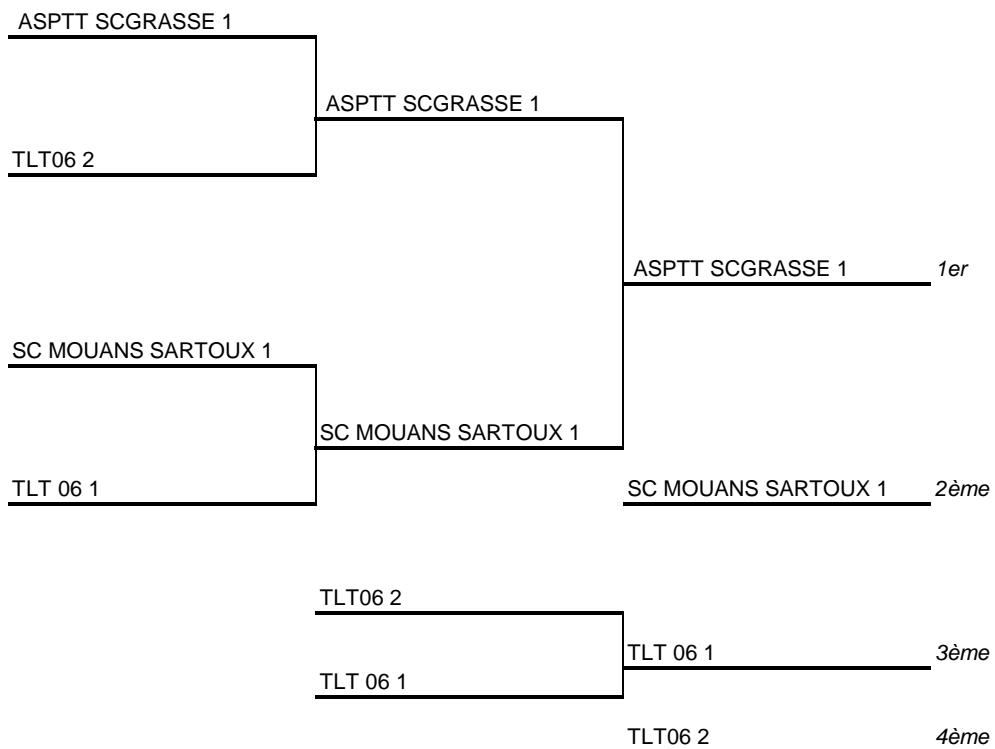 ASPTT SCGRASSE 1
ASPTT SCGRASSE 1
TLT06 2
ASPTT SCGRASSE 1 1er
SC MOUANS SARTOUX 1
SC MOUANS SARTOUX 1
TLT 06 1
SC MOUANS SARTOUX 1 2ème
TLT06 2
TLT 06 1 3ème
TLT 06 1
TLT06 2 4ème